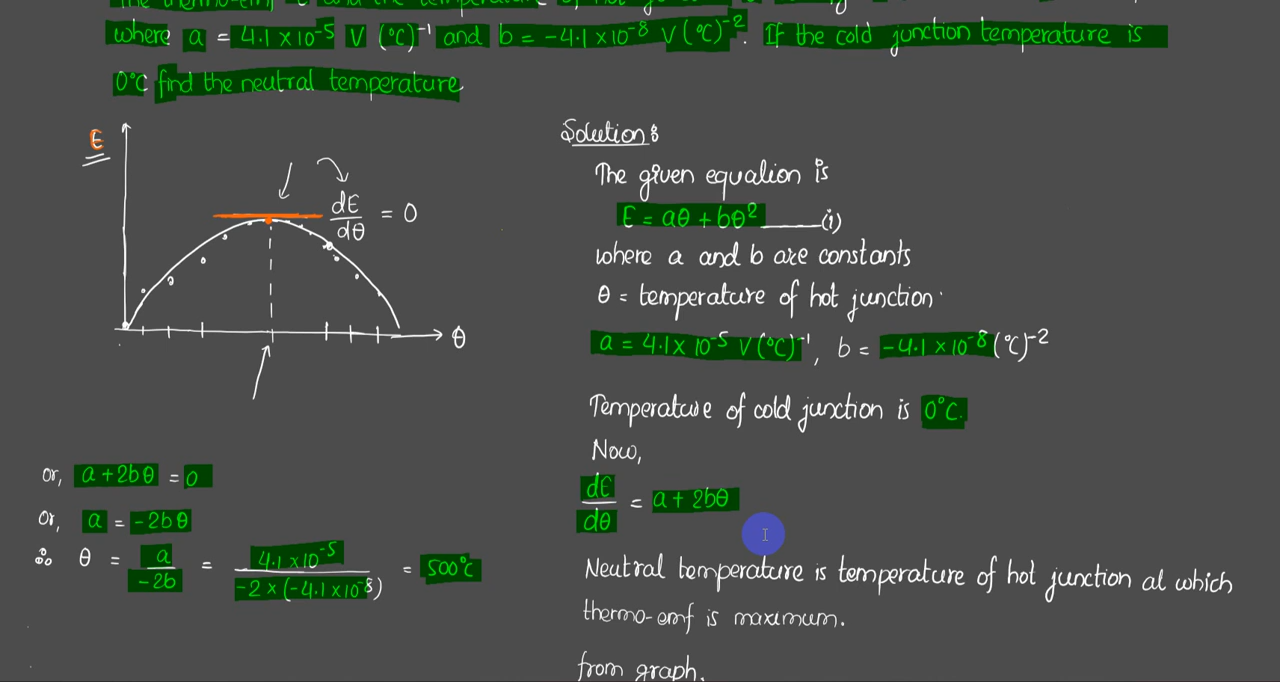 where a = 4.1 × 10⁻⁵ V (°C)⁻¹ and b = -4.1 × 10⁻⁸ V (°C)⁻². If the cold junction temperature is
0°C find the neutral temperature
E
dE/dθ = 0
θ
or, a + 2bθ = 0
Or, a = -2bθ
∴ θ = a/-2b = 4.1 × 10⁻⁵/-2 × (-4.1 × 10⁻⁸) = 500°C
Solution :
The given equation is
E = aθ + bθ² ——(i)
where a and b are constants
θ = temperature of hot junction.
a = 4.1 × 10⁻⁵ V (°C)⁻¹, b = -4.1 × 10⁻⁸ (°C)⁻²
Temperature of cold junction is 0°C.
Now,
dE/dθ = a + 2bθ
Neutral temperature is temperature of hot junction at which
thermo-emf is maximum.
from graph,